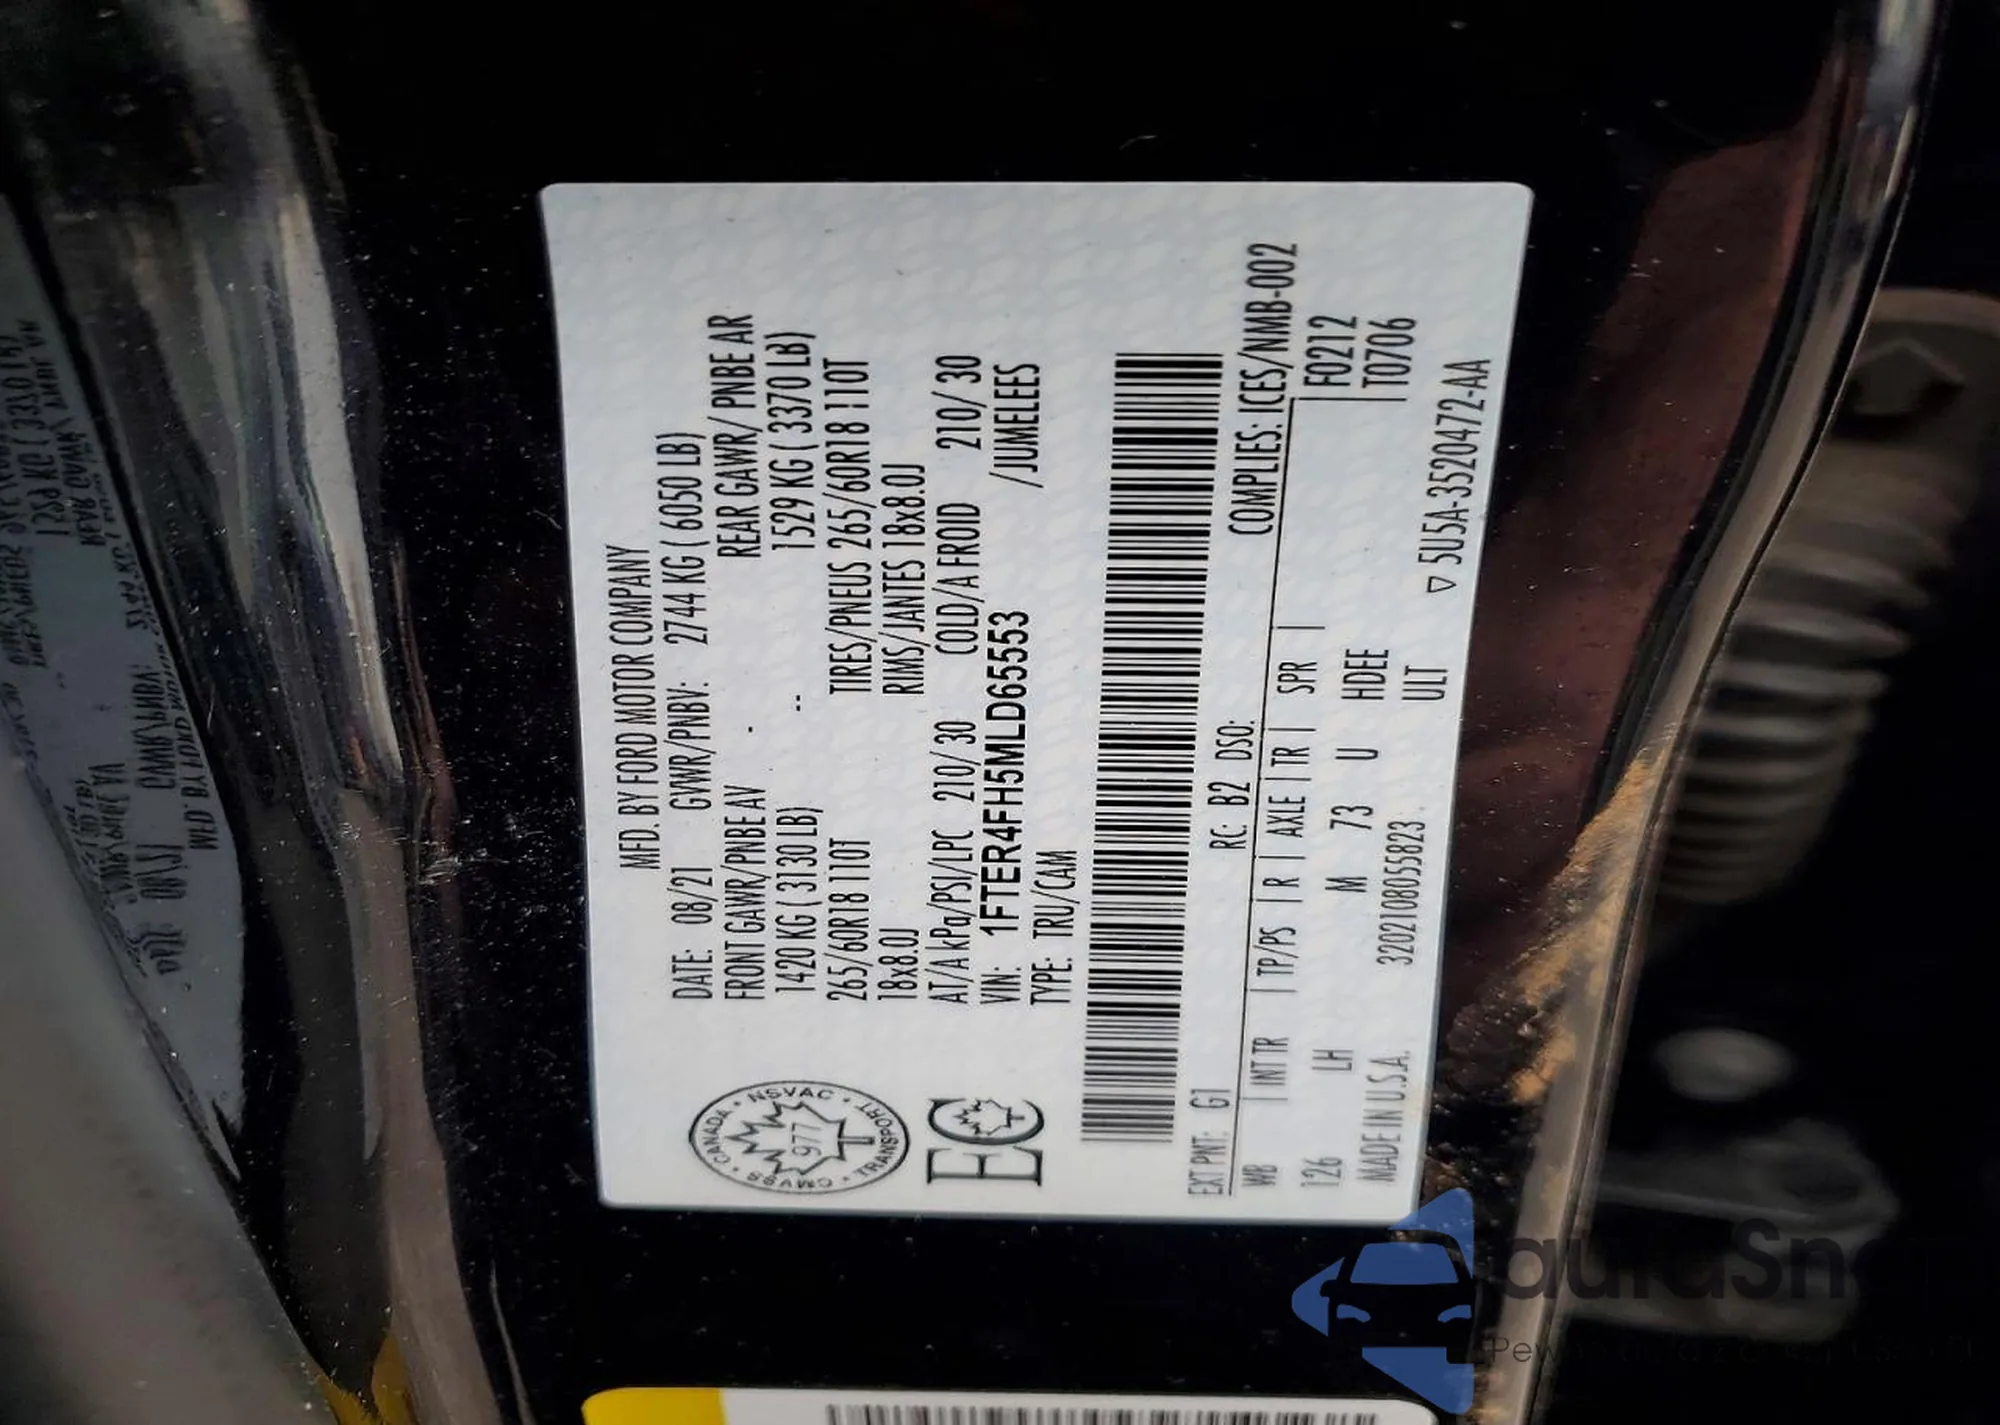 MFD. BY FORD MOTOR COMPANY
DATE: 08/21 GVWR/PNBV: 2744 KG ( 6050 LB)
FRONT GAWR/PNBE AV - REAR GAWR/ PNBE AR
1420 KG ( 3130 LB) -- 1529 KG ( 3370 LB)
265/60R18 110T TIRES/PNEUS 265/60R18 110T
18x8.0J RIMS/JANTES 18x8.0J
AT/A kPa/PSI/LPC 210/ 30 COLD/A FROID 210/ 30
VIN: 1FTER4FH5MLD65553 /JUMELEES
TYPE: TRU/CAM
CANADA • NSVAC • TRANSPORT • CMVSS •
977
T
EC
EXT PNT: G1 RC: B2 DSO: COMPLIES: ICES/NMB-002
WB | INT TR | TP/PS | R | AXLE | TR | SPR | F0212
126 LH M 73 U HDEE T0706
ULT
MADE IN U.S.A. 320210805S823 ▽ 5U5A-3520472-AA
auraSn